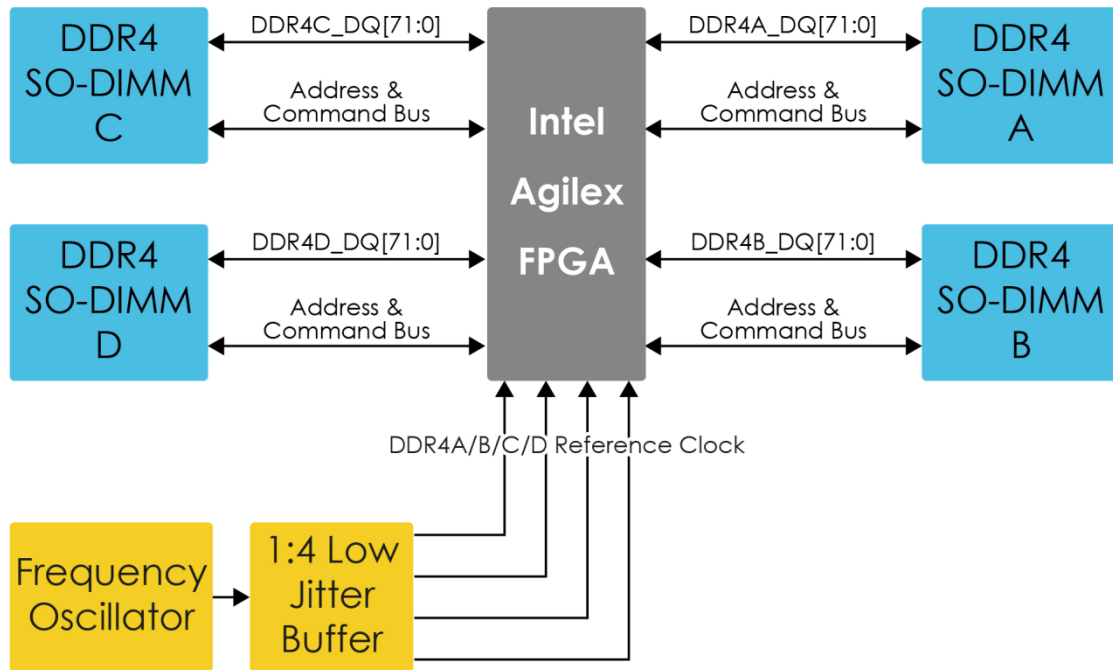 DDR4
SO-DIMM
C
DDR4C_DQ[71:0]
Address &
Command Bus
Intel
Agilex
FPGA
DDR4A_DQ[71:0]
Address &
Command Bus
DDR4
SO-DIMM
A
DDR4
SO-DIMM
D
DDR4D_DQ[71:0]
Address &
Command Bus
DDR4B_DQ[71:0]
Address &
Command Bus
DDR4
SO-DIMM
B
DDR4A/B/C/D Reference Clock
Frequency
Oscillator
1:4 Low
Jitter
Buffer